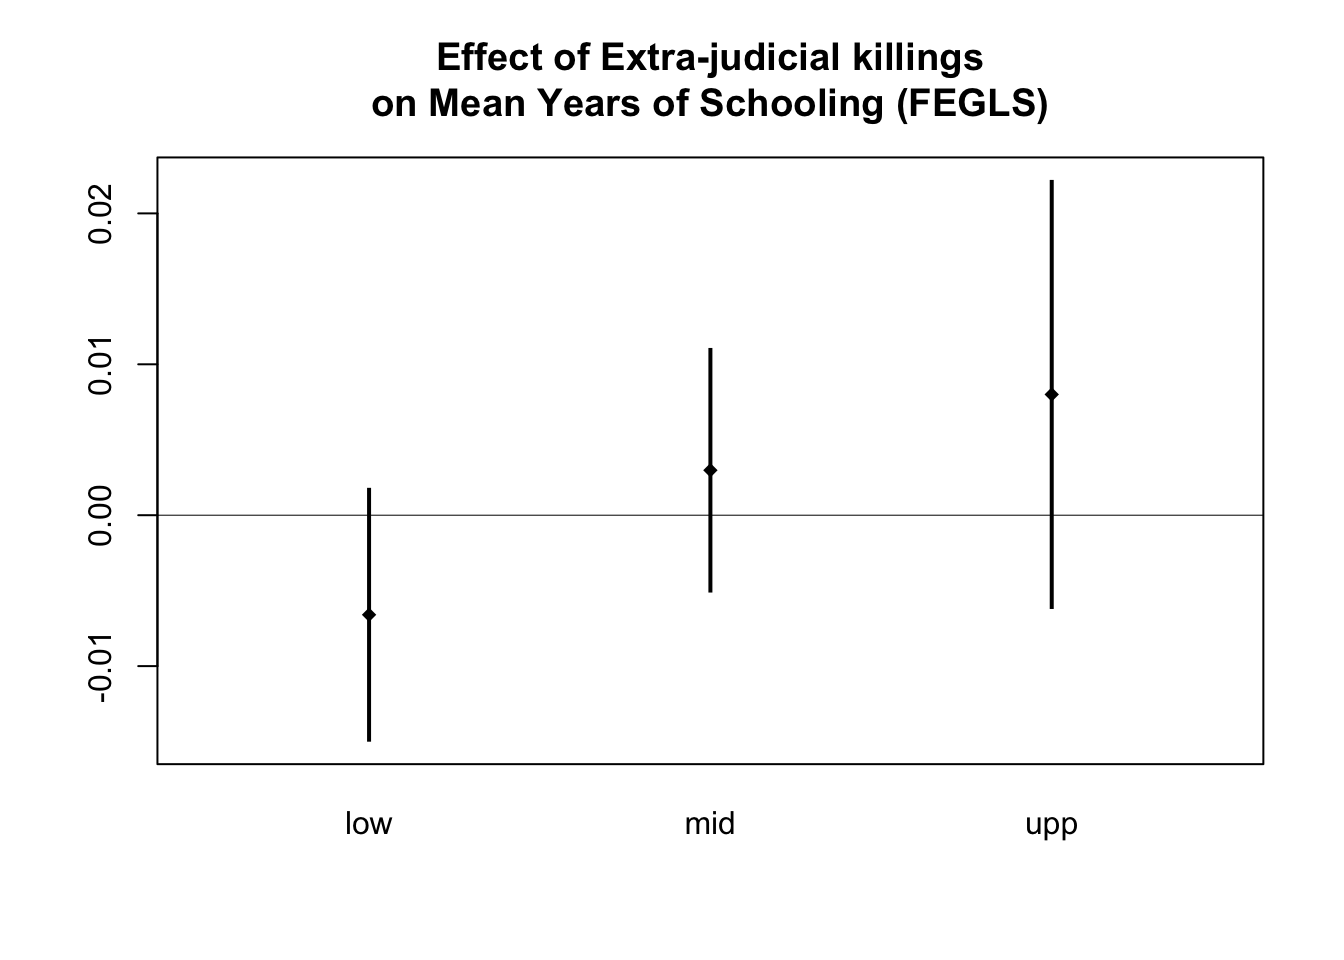 Effect of Extra-judicial killings
on Mean Years of Schooling (FEGLS)
0.02
0.01
0.00
-0.01
low mid upp